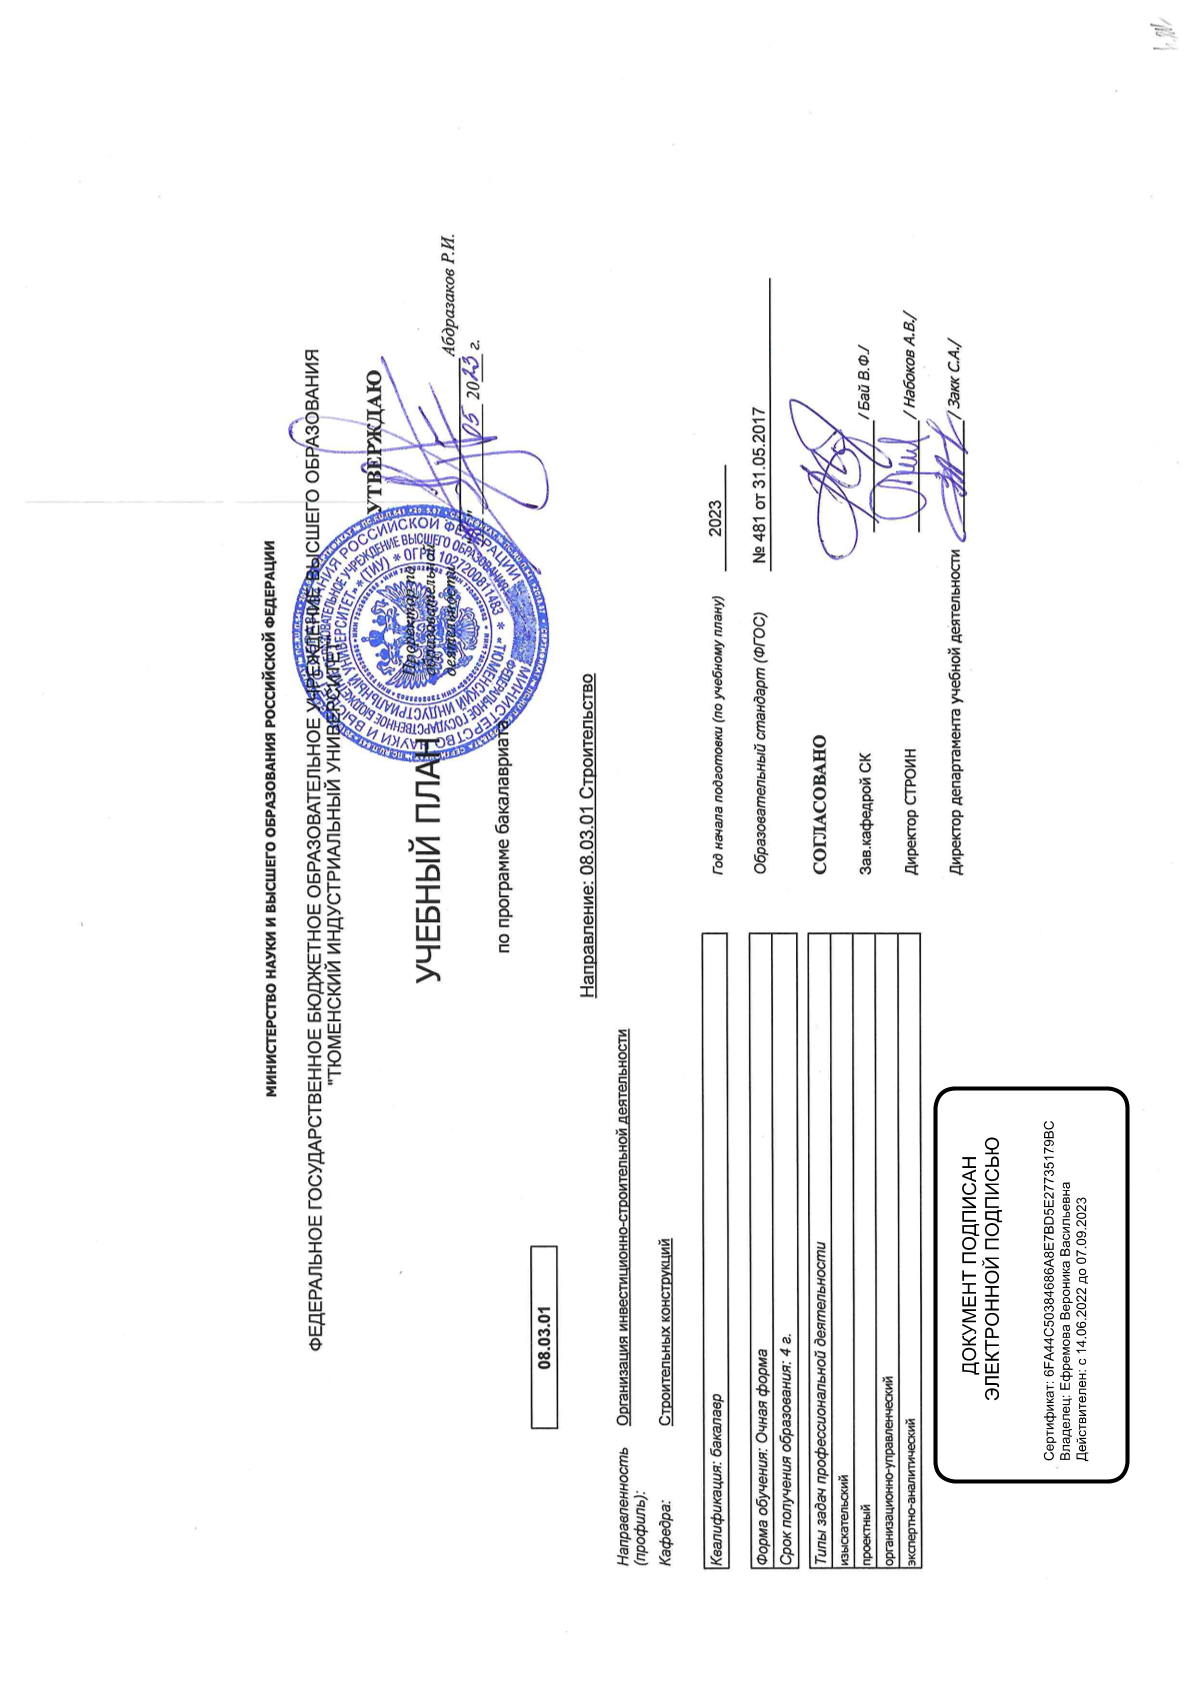 МИНИСТЕРСТВО НАУКИ И ВЫСШЕГО ОБРАЗОВАНИЯ РОССИЙСКОЙ ФЕДЕРАЦИИ
ФЕДЕРАЛЬНОЕ ГОСУДАРСТВЕННОЕ БЮДЖЕТНОЕ ОБРАЗОВАТЕЛЬНОЕ УЧРЕЖДЕНИЕ ВЫСШЕГО ОБРАЗОВАНИЯ
"ТЮМЕНСКИЙ ИНДУСТРИАЛЬНЫЙ УНИВЕРСИТЕТ"
УТВЕРЖДАЮ
Проректор по
образовательной
деятельности
Абдразаков Р.И.
05 2023 г.
УЧЕБНЫЙ ПЛАН
по программе бакалавриата
08.03.01
Направление: 08.03.01 Строительство
Направленность (профиль): Организация инвестиционно-строительной деятельности
Кафедра: Строительных конструкций
Квалификация: бакалавр
Форма обучения: Очная форма
Срок получения образования: 4 г.
Типы задач профессиональной деятельности
изыскательский
проектный
организационно-управленческий
экспертно-аналитический
Год начала подготовки (по учебному плану) 2023
Образовательный стандарт (ФГОС) № 481 от 31.05.2017
СОГЛАСОВАНО
Зав.кафедрой СК / Бай В.Ф./
Директор СТРОИН / Набоков А.В./
Директор департамента учебной деятельности / Закк С.А./
ДОКУМЕНТ ПОДПИСАН
ЭЛЕКТРОННОЙ ПОДПИСЬЮ
Сертификат: 6FA44C50384686A8E7BD5E27735179BC
Владелец: Ефремова Вероника Васильевна
Действителен: с 14.06.2022 до 07.09.2023